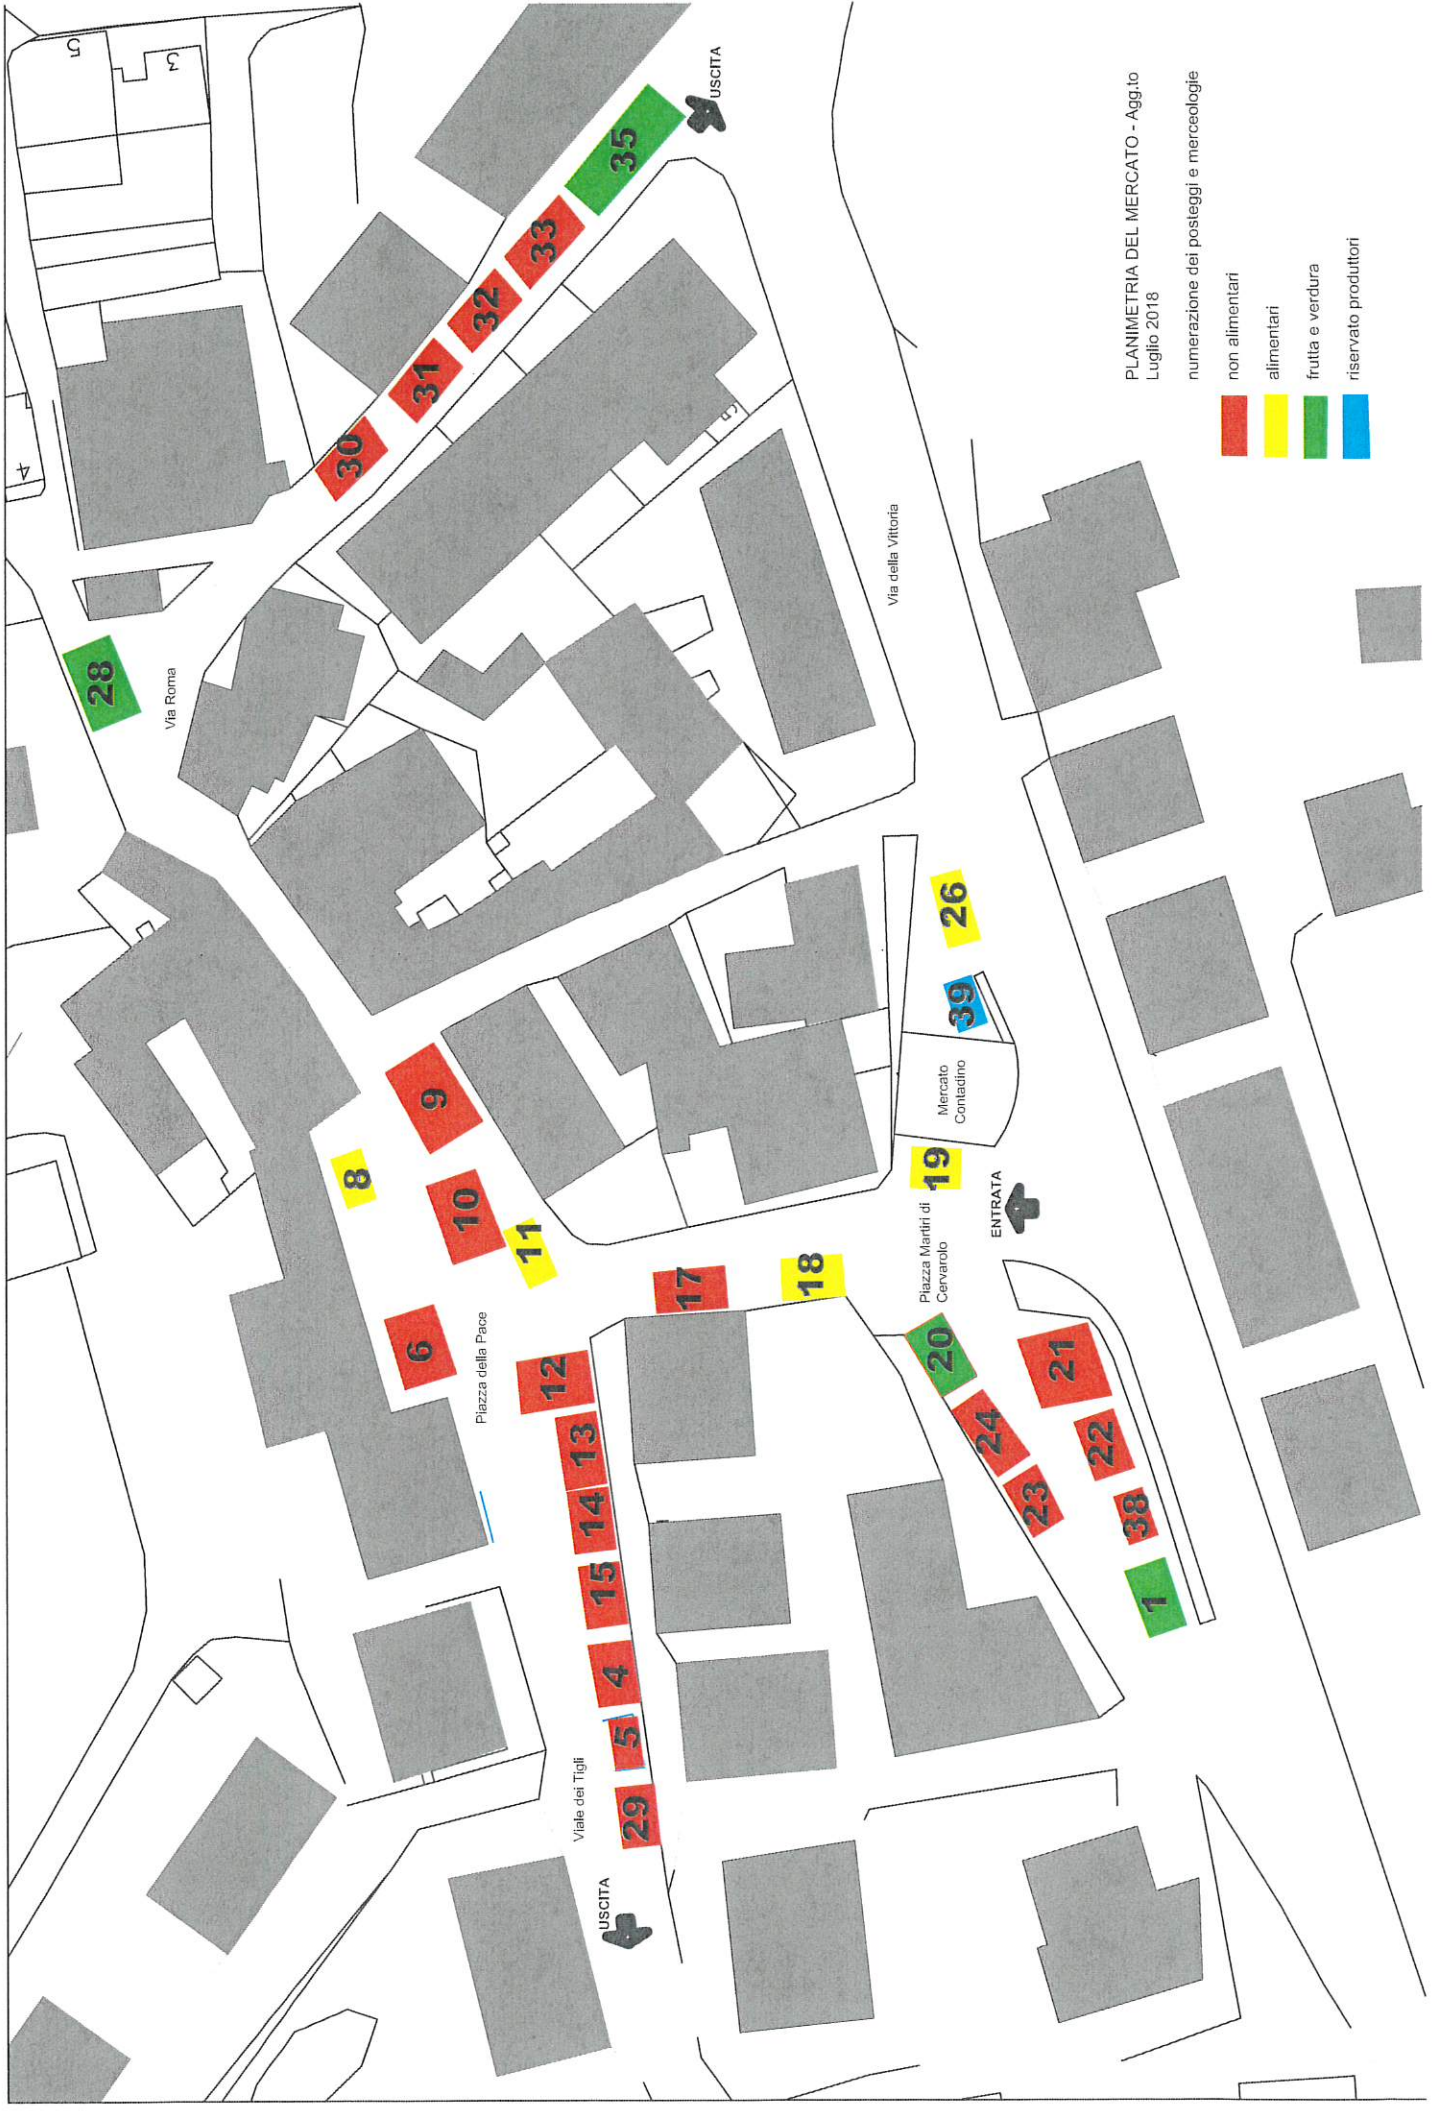 4
5
3
28
Via Roma
30
8
6
31
9
10
Piazza della Pace
32
11
33
12
Viale dei Tigli
13
14
15
USCITA
4
35
5
29
17
USCITA
18
Via della Vittoria
Piazza Martiri di
Cervarolo
19
20
Mercato
Contadino
26
39
ENTRATA
24
23
21
22
38
1
PLANIMETRIA DEL MERCATO - Agg.to
Luglio 2018
numerazione dei posteggi e merceologie
non alimentari
alimentari
frutta e verdura
riservato produttori